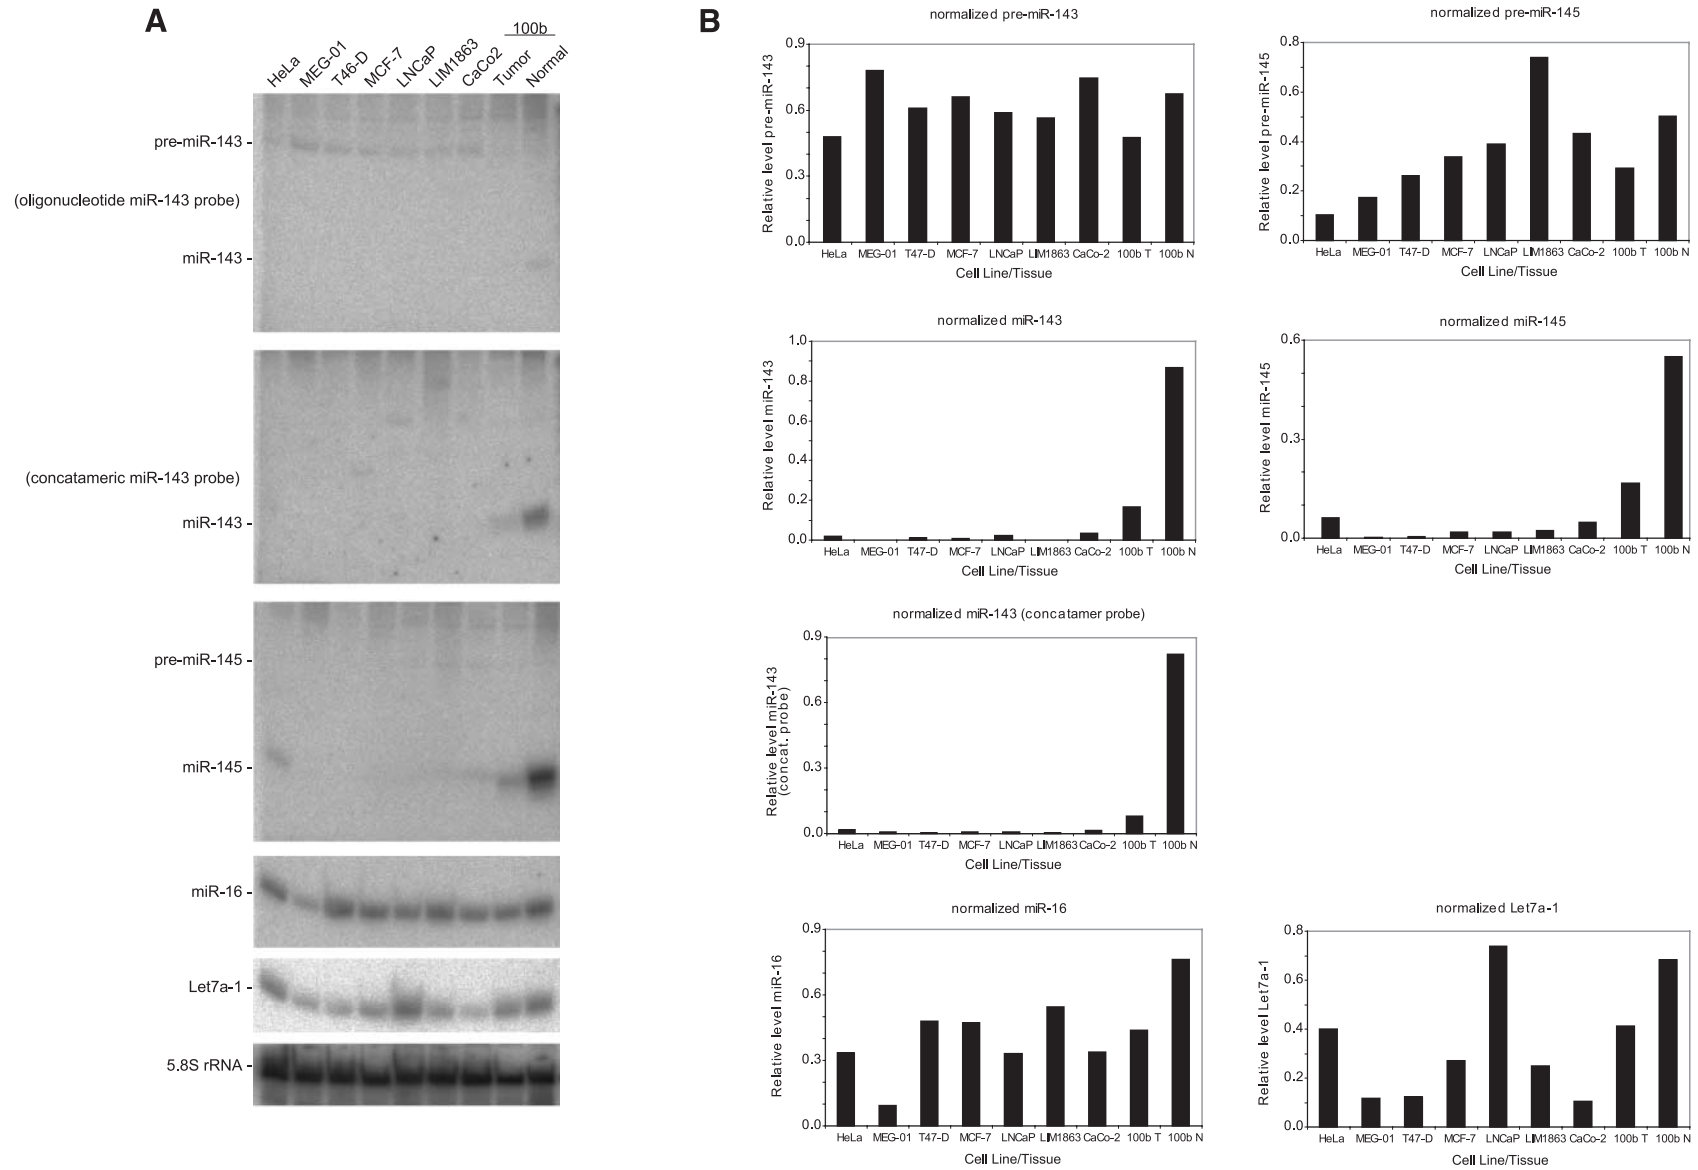 A
100b
HeLa
MEG-01
T46-D
MCF-7
LNCaP
LIM1863
CaCo2
Tumor
Normal
pre-miR-143
(oligonucleotide miR-143 probe)
miR-143
(concatameric miR-143 probe)
miR-143
pre-miR-145
miR-145
miR-16
Let7a-1
5.8S rRNA
B
normalized pre-miR-143
Relative level pre-miR-143
0.9
0.6
0.3
0.0
HeLa MEG-01 T47-D MCF-7 LNCaP LIM1863 CaCo-2 100b T 100b N
Cell Line/Tissue
normalized pre-miR-145
Relative level pre-miR-145
0.8
0.6
0.4
0.2
0.0
HeLa MEG-01 T47-D MCF-7 LNCaP LIM1863 CaCo-2 100b T 100b N
Cell Line/Tissue
normalized miR-143
Relative level miR-143
1.0
0.8
0.6
0.4
0.2
0.0
HeLa MEG-01 T47-D MCF-7 LNCaP LIM1863 CaCo-2 100b T 100b N
Cell Line/Tissue
normalized miR-145
Relative level miR-145
0.6
0.3
0.0
HeLa MEG-01 T47-D MCF-7 LNCaP LIM1863 CaCo-2 100b T 100b N
Cell Line/Tissue
normalized miR-143 (concatamer probe)
Relative level miR-143
(concat. probe)
0.9
0.6
0.3
0.0
HeLa MEG-01 T47-D MCF-7 LNCaP LIM1863 CaCo-2 100b T 100b N
Cell Line/Tissue
normalized miR-16
Relative level miR-16
0.9
0.6
0.3
0.0
HeLa MEG-01 T47-D MCF-7 LNCaP LIM1863 CaCo-2 100b T 100b N
Cell Line/Tissue
normalized Let7a-1
Relative level Let7a-1
0.8
0.6
0.4
0.2
0.0
HeLa MEG-01 T47-D MCF-7 LNCaP LIM1863 CaCo-2 100b T 100b N
Cell Line/Tissue